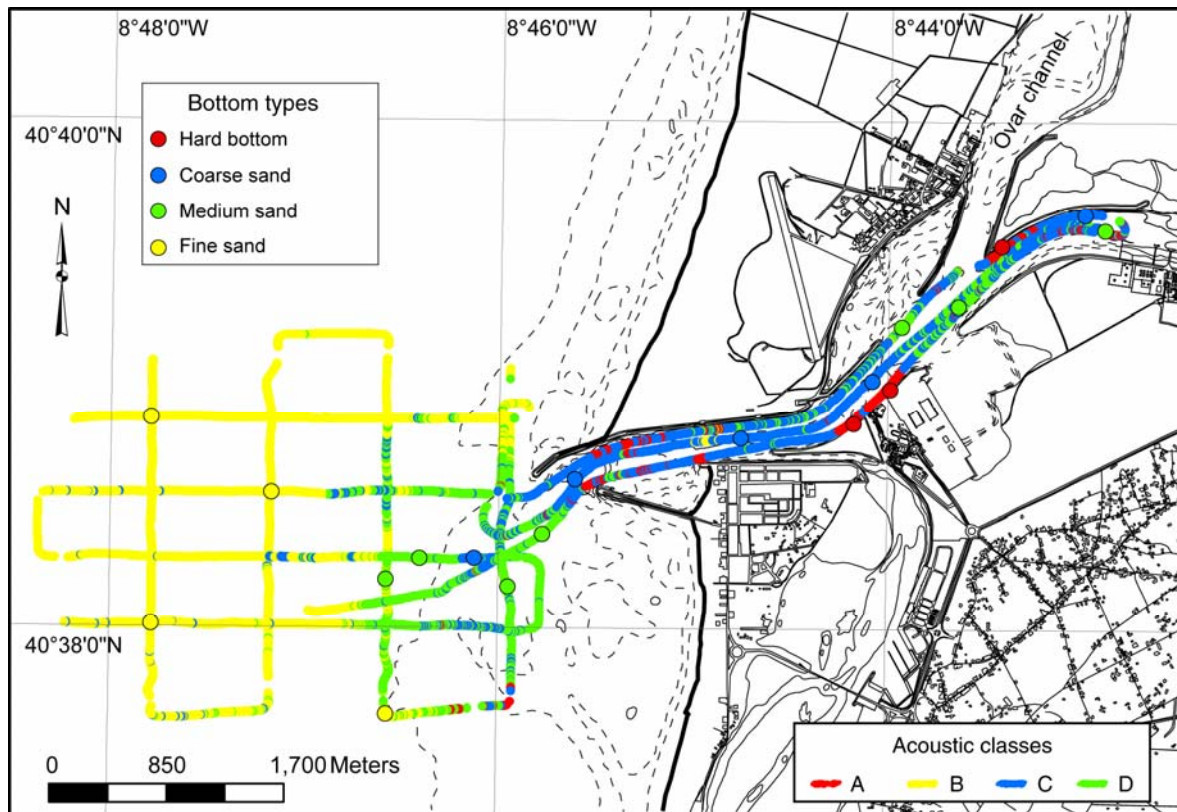 8°48'0"W
8°46'0"W
8°44'0"W
Ovar channel
Bottom types
Hard bottom
Coarse sand
Medium sand
Fine sand
40°40'0"N
N
40°38'0"N
0 850 1,700 Meters
Acoustic classes
A B C D